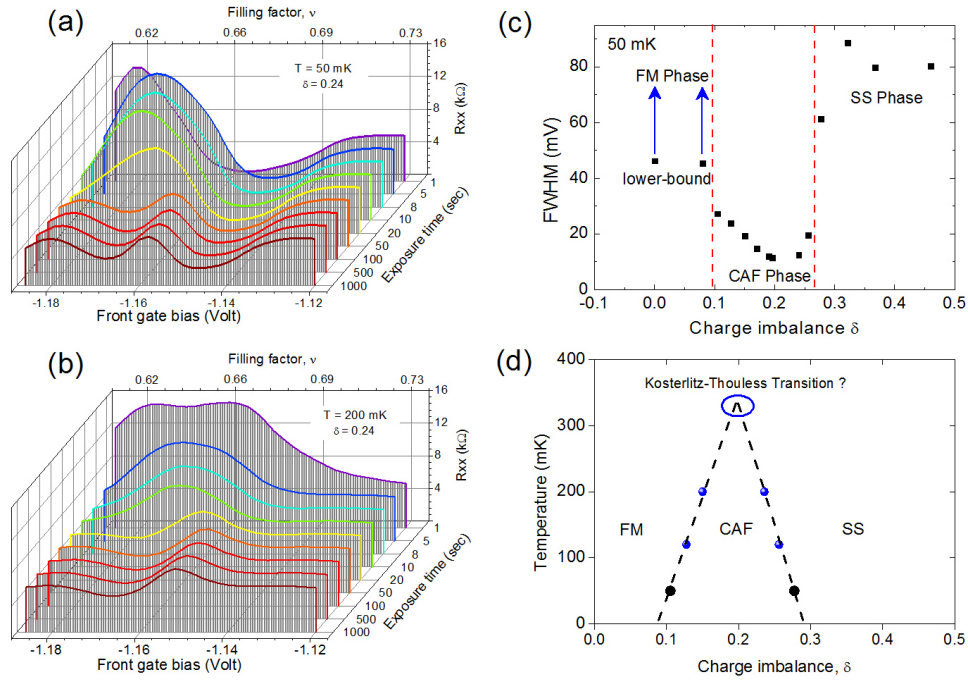 (a)
Filling factor, ν
0.62 0.66 0.69 0.73
T = 50 mK
δ = 0.24
16
12
8
4
Rxx (kΩ)
1
5
8
10
20
50
100
500
1000
Exposure time (sec)
-1.18 -1.16 -1.14 -1.12
Front gate bias (Volt)
(b)
Filling factor, ν
0.62 0.66 0.69 0.73
T = 200 mK
δ = 0.24
16
12
8
4
Rxx (kΩ)
1
5
8
10
20
50
100
500
1000
Exposure time (sec)
-1.18 -1.16 -1.14 -1.12
Front gate bias (Volt)
(c)
50 mK
FM Phase
SS Phase
lower-bound
CAF Phase
80
60
40
20
0
FWHM (mV)
-0.1 0.0 0.1 0.2 0.3 0.4 0.5
Charge imbalance δ
(d)
Kosterlitz-Thouless Transition ?
FM CAF SS
400
300
200
100
0
Temperature (mK)
0.0 0.1 0.2 0.3 0.4 0.5
Charge imbalance, δ